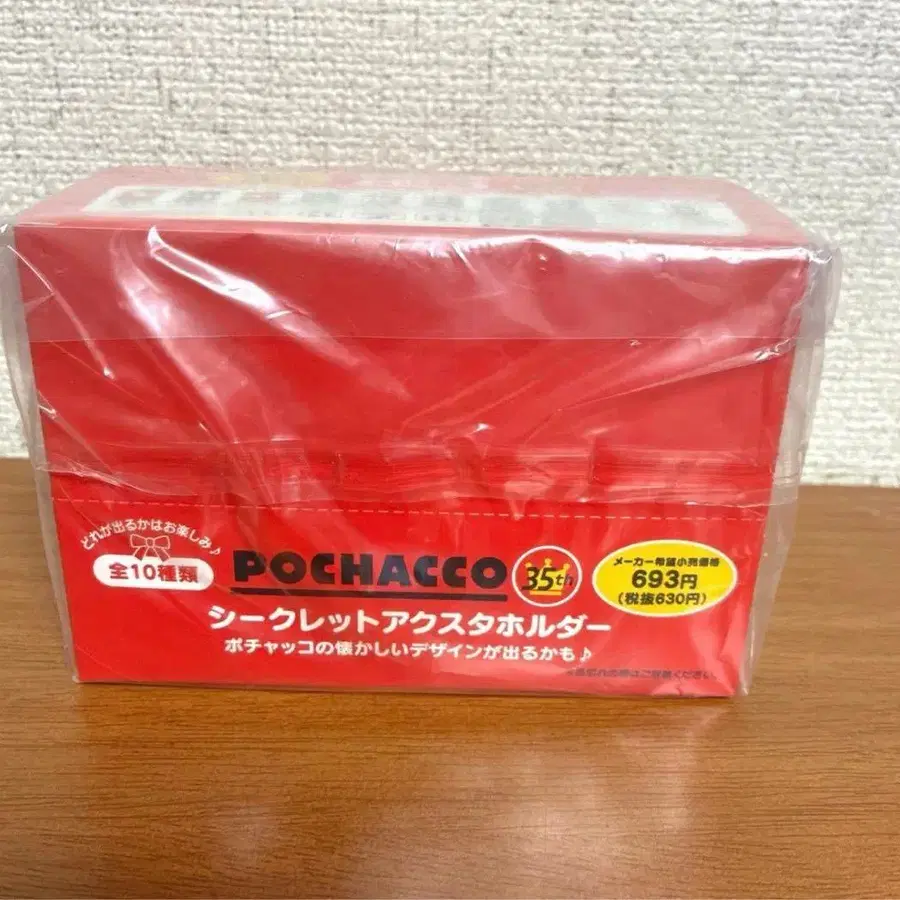 どれが出るかはお楽しみ♪
全10種類
POCHACCO
35th
メーカー希望小売価格
693円
(税抜630円)
シークレットアクスタホルダー
ポチャッコの懐かしいデザインが出るかも♪